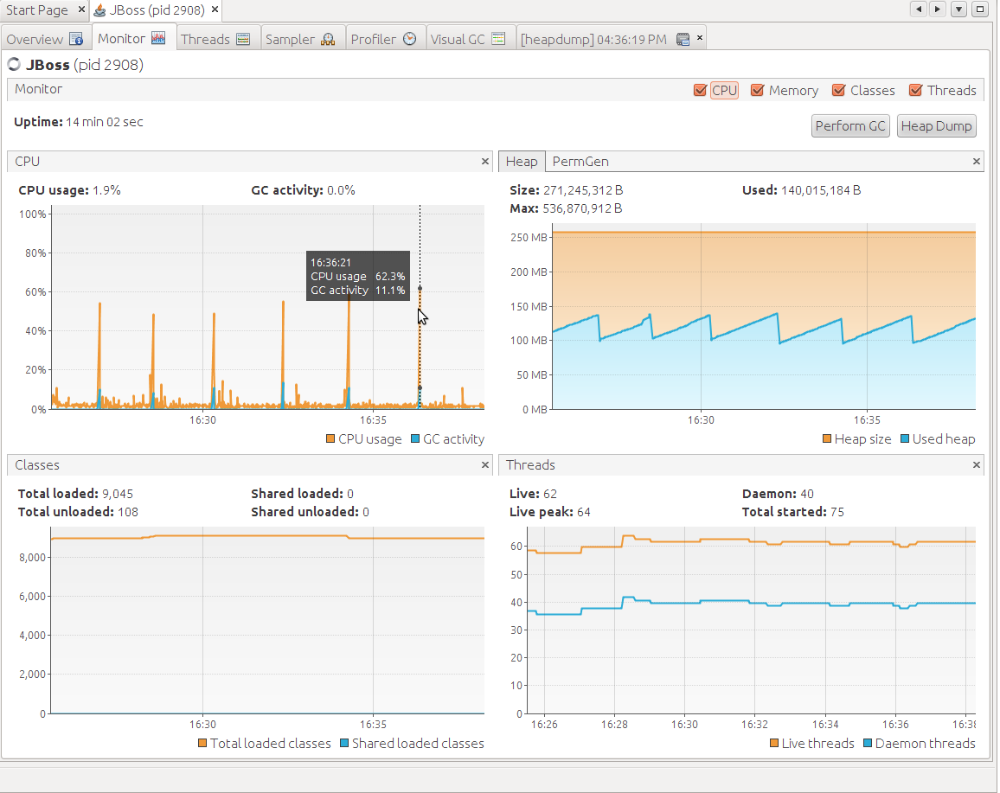 Start Page
JBoss (pid 2908)
Overview
Monitor
Threads
Sampler
Profiler
Visual GC
[heapdump] 04:36:19 PM
JBoss (pid 2908)
Monitor
CPU
Memory
Classes
Threads
Uptime: 14 min 02 sec
Perform GC
Heap Dump
CPU
CPU usage: 1.9%
GC activity: 0.0%
100%
80%
60%
40%
20%
0%
16:36:21
CPU usage 62.3%
GC activity 11.1%
16:30
16:35
CPU usage
GC activity
Heap
PermGen
Size: 271,245,312 B
Used: 140,015,184 B
Max: 536,870,912 B
250 MB
200 MB
150 MB
100 MB
50 MB
0 MB
16:30
16:35
Heap size
Used heap
Classes
Total loaded: 9,045
Shared loaded: 0
Total unloaded: 108
Shared unloaded: 0
8,000
6,000
4,000
2,000
0
16:30
16:35
Total loaded classes
Shared loaded classes
Threads
Live: 62
Daemon: 40
Live peak: 64
Total started: 75
60
50
40
30
20
10
0
16:26
16:28
16:30
16:32
16:34
16:36
16:38
Live threads
Daemon threads